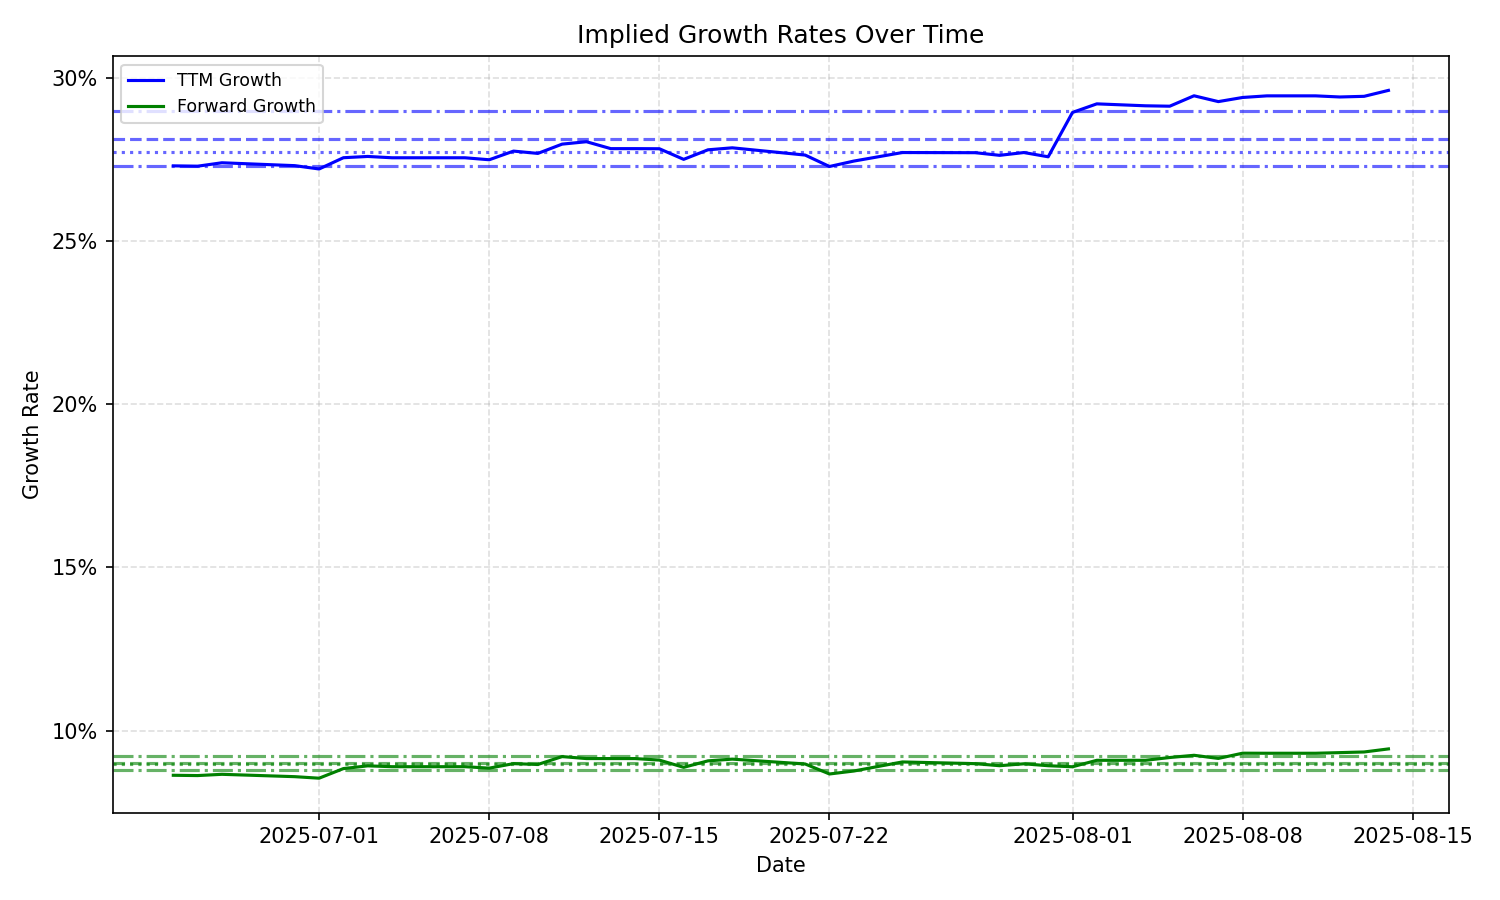 Implied Growth Rates Over Time
TTM Growth
Forward Growth
30%
25%
20%
15%
10%
Growth Rate
2025-07-01
2025-07-08
2025-07-15
2025-07-22
2025-08-01
2025-08-08
2025-08-15
Date